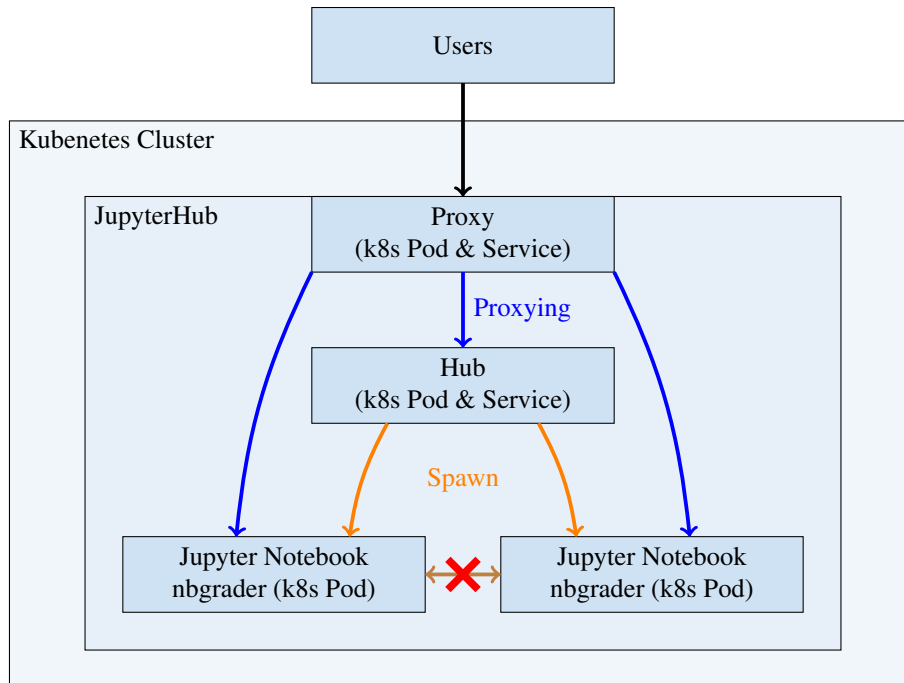 Users
Kubenetes Cluster
JupyterHub
Proxy
(k8s Pod & Service)
Proxying
Hub
(k8s Pod & Service)
Spawn
Jupyter Notebook
nbgrader (k8s Pod)
Jupyter Notebook
nbgrader (k8s Pod)